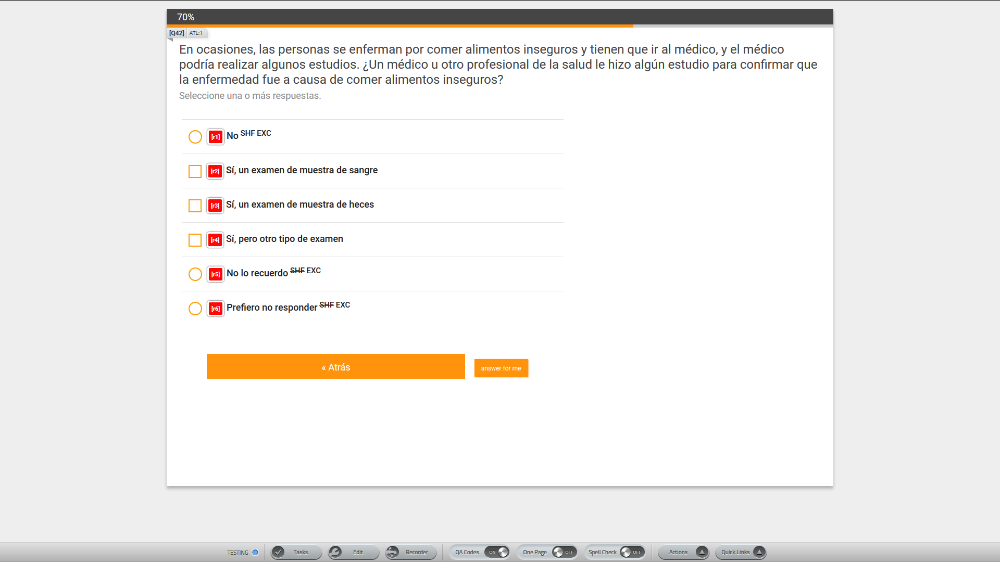 70%
[Q42] ATL:1
En ocasiones, las personas se enferman por comer alimentos inseguros y tienen que ir al médico, y el médico
podría realizar algunos estudios. ¿Un médico u otro profesional de la salud le hizo algún estudio para confirmar que
la enfermedad fue a causa de comer alimentos inseguros?
Seleccione una o más respuestas.
[r1] No SHF EXC
[r2] Sí, un examen de muestra de sangre
[r3] Sí, un examen de muestra de heces
[r4] Sí, pero otro tipo de examen
[r5] No lo recuerdo SHF EXC
[r6] Prefiero no responder SHF EXC
« Atrás answer for me
TESTING Tasks Edit Recorder QA Codes ON One Page OFF Spell Check OFF Actions Quick Links